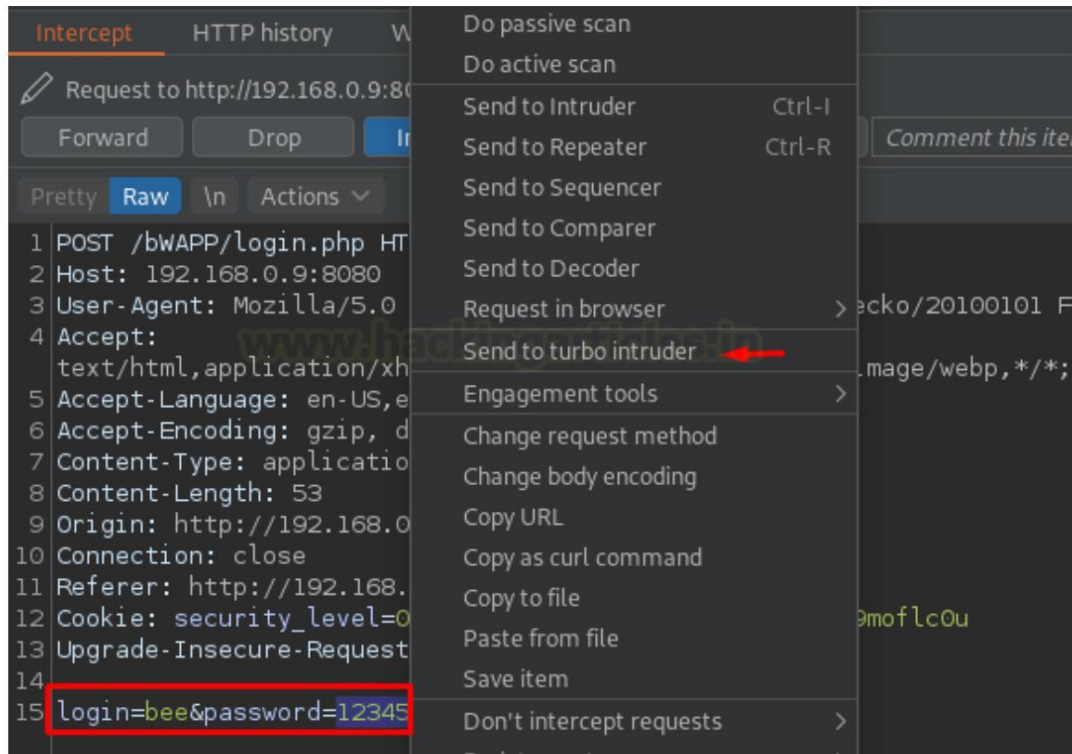 Intercept HTTP history W
Request to http://192.168.0.9:80
Forward Drop In Comment this iter
Pretty Raw \n Actions
1 POST /bWAPP/login.php HT
2 Host: 192.168.0.9:8080
3 User-Agent: Mozilla/5.0 ecko/20100101 F
4 Accept:
text/html,application/xh .mage/webp,*/*;
5 Accept-Language: en-US,e
6 Accept-Encoding: gzip, d
7 Content-Type: applicatio
8 Content-Length: 53
9 Origin: http://192.168.0
10 Connection: close
11 Referer: http://192.168.
12 Cookie: security_level=0 9moflc0u
13 Upgrade-Insecure-Request
14
15 login=bee&password=12345
Do passive scan
Do active scan
Send to Intruder Ctrl-I
Send to Repeater Ctrl-R
Send to Sequencer
Send to Comparer
Send to Decoder
Request in browser >
www.hackingarticles.in
Send to turbo intruder
Engagement tools >
Change request method
Change body encoding
Copy URL
Copy as curl command
Copy to file
Paste from file
Save item
Don't intercept requests >